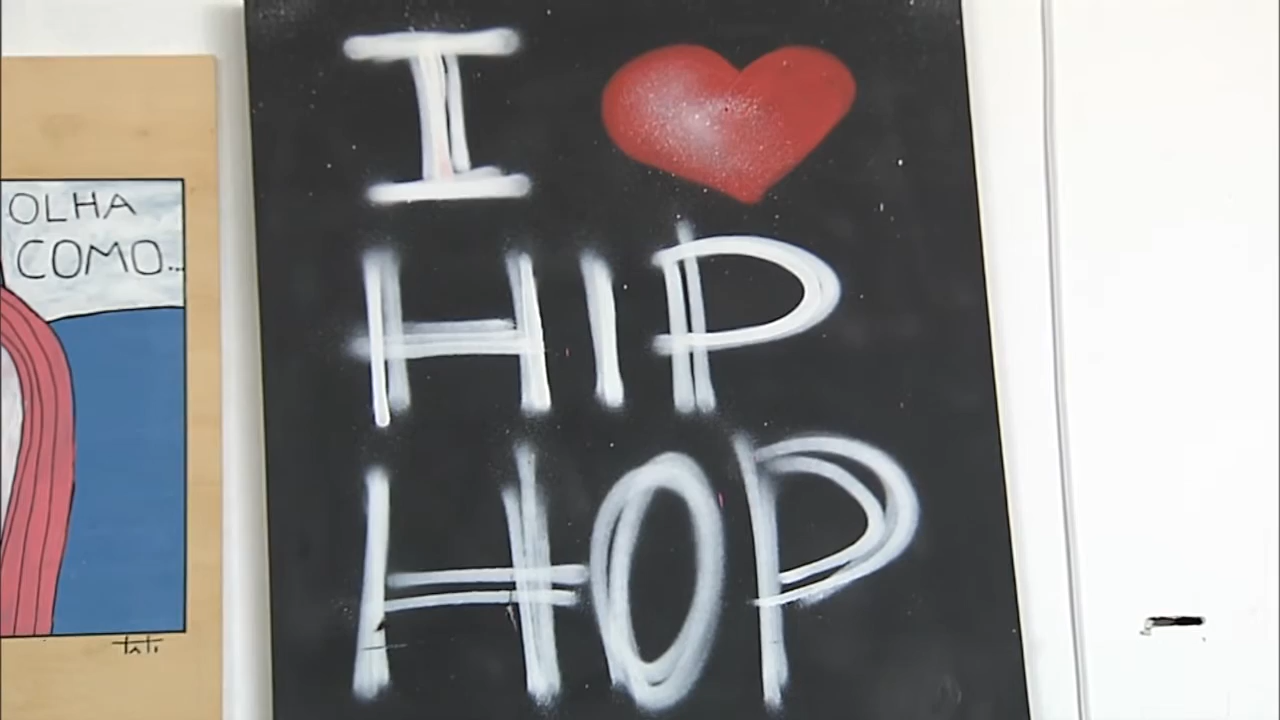 OLHA
COMO...
I ❤
HIP
HOP
Tati